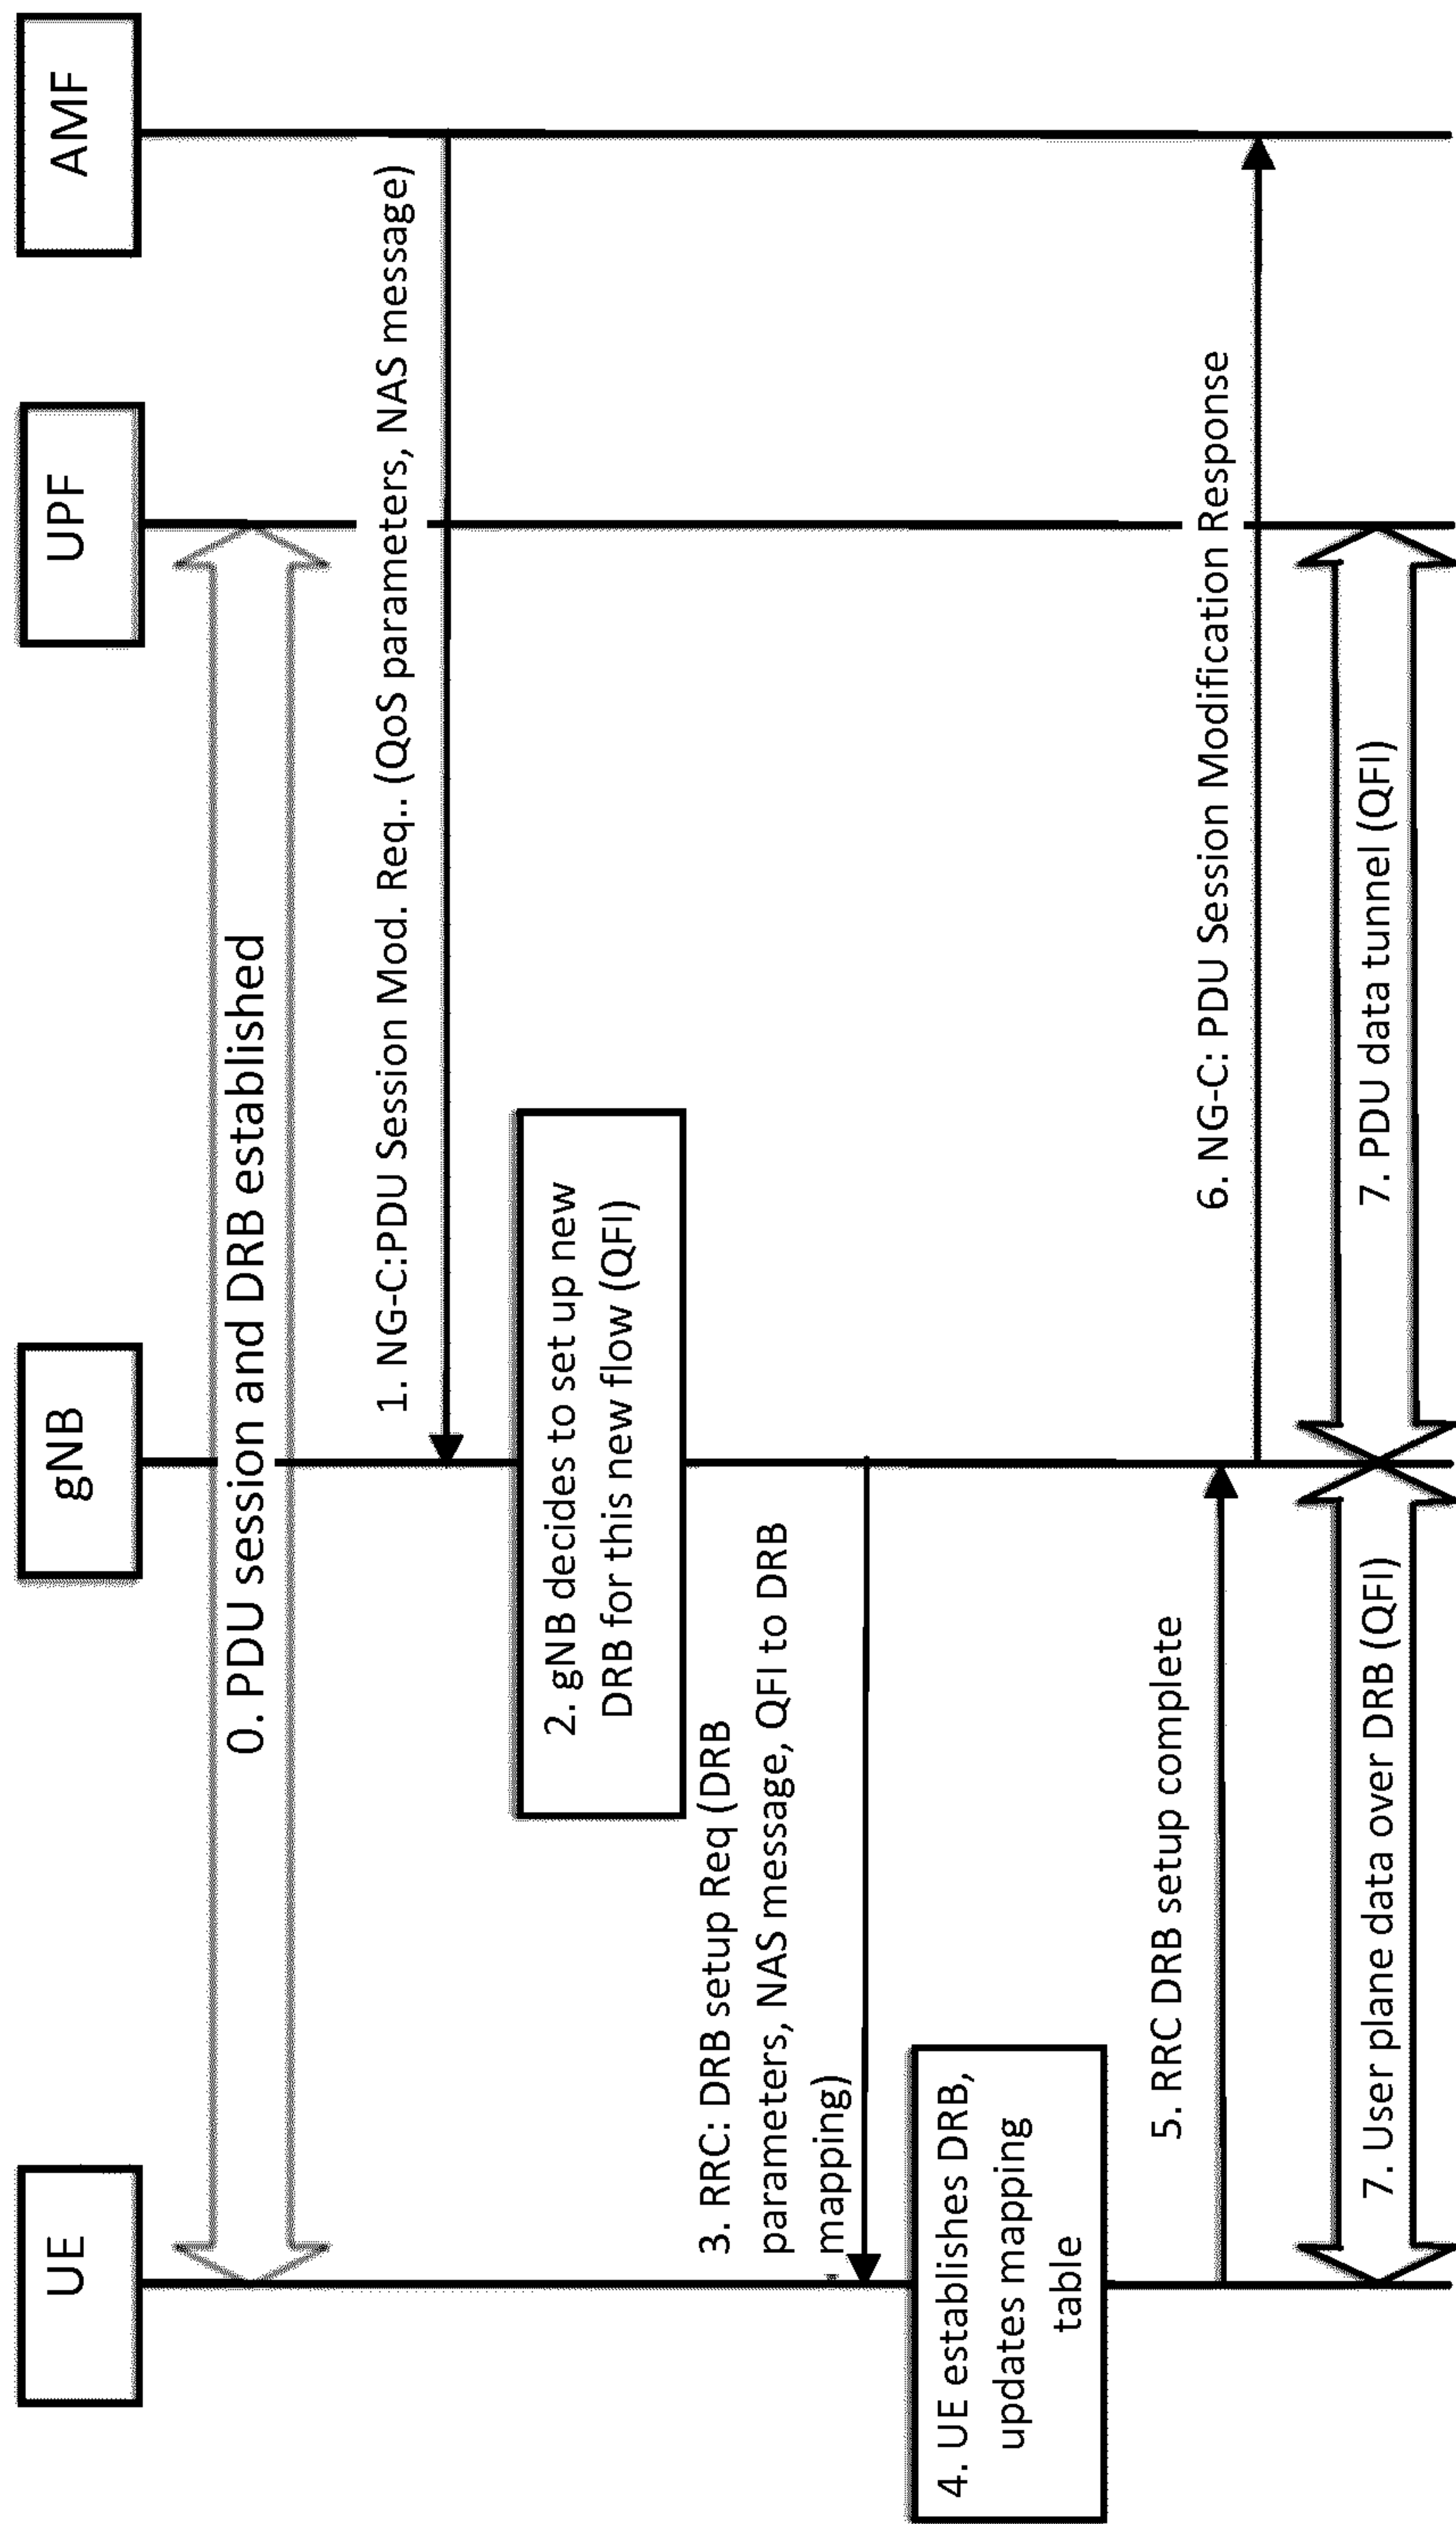 UE
gNB
UPF
AMF
0. PDU session and DRB established
1. NG-C:PDU Session Mod. Req.. (QoS parameters, NAS message)
2. gNB decides to set up new
DRB for this new flow (QFI)
3. RRC: DRB setup Req (DRB
parameters, NAS message, QFI to DRB
mapping)
4. UE establishes DRB,
updates mapping
table
5. RRC DRB setup complete
6. NG-C: PDU Session Modification Response
7. User plane data over DRB (QFI)
7. PDU data tunnel (QFI)